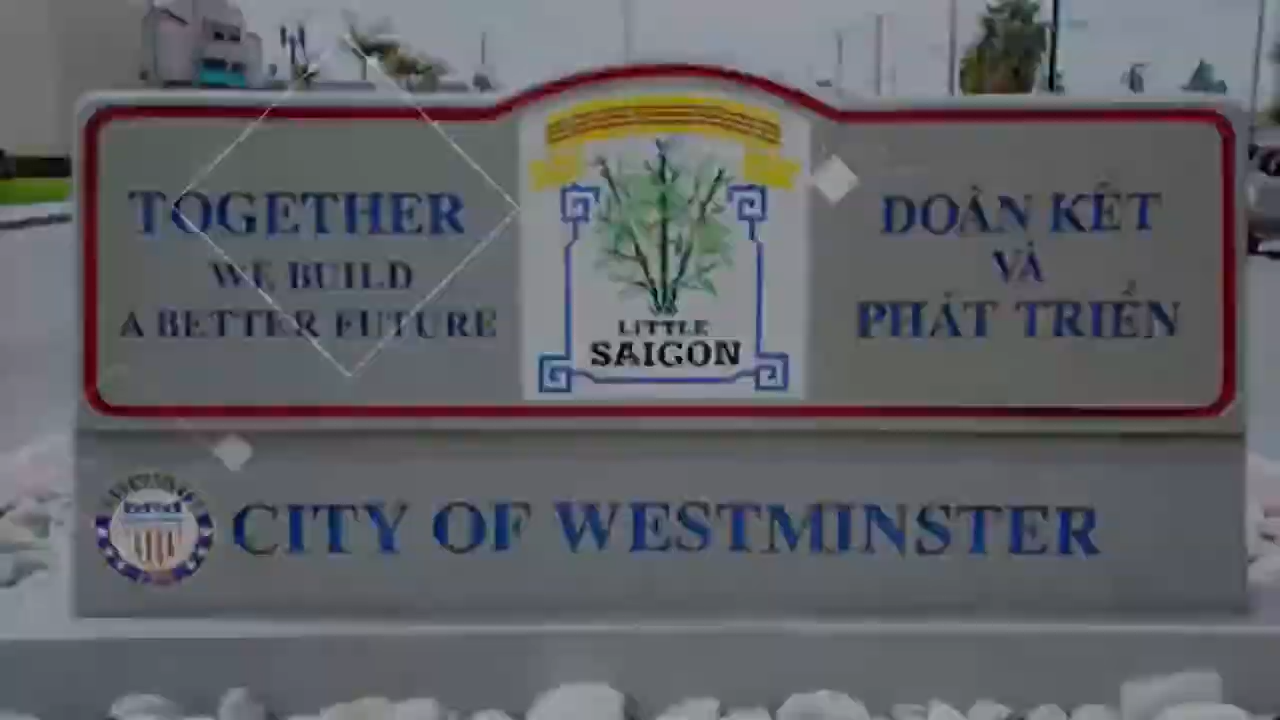 TOGETHER
WE BUILD
A BETTER FUTURE
LITTLE
SAIGON
ĐOÀN KẾT
VÀ
PHÁT TRIỂN
CITY OF WESTMINSTER